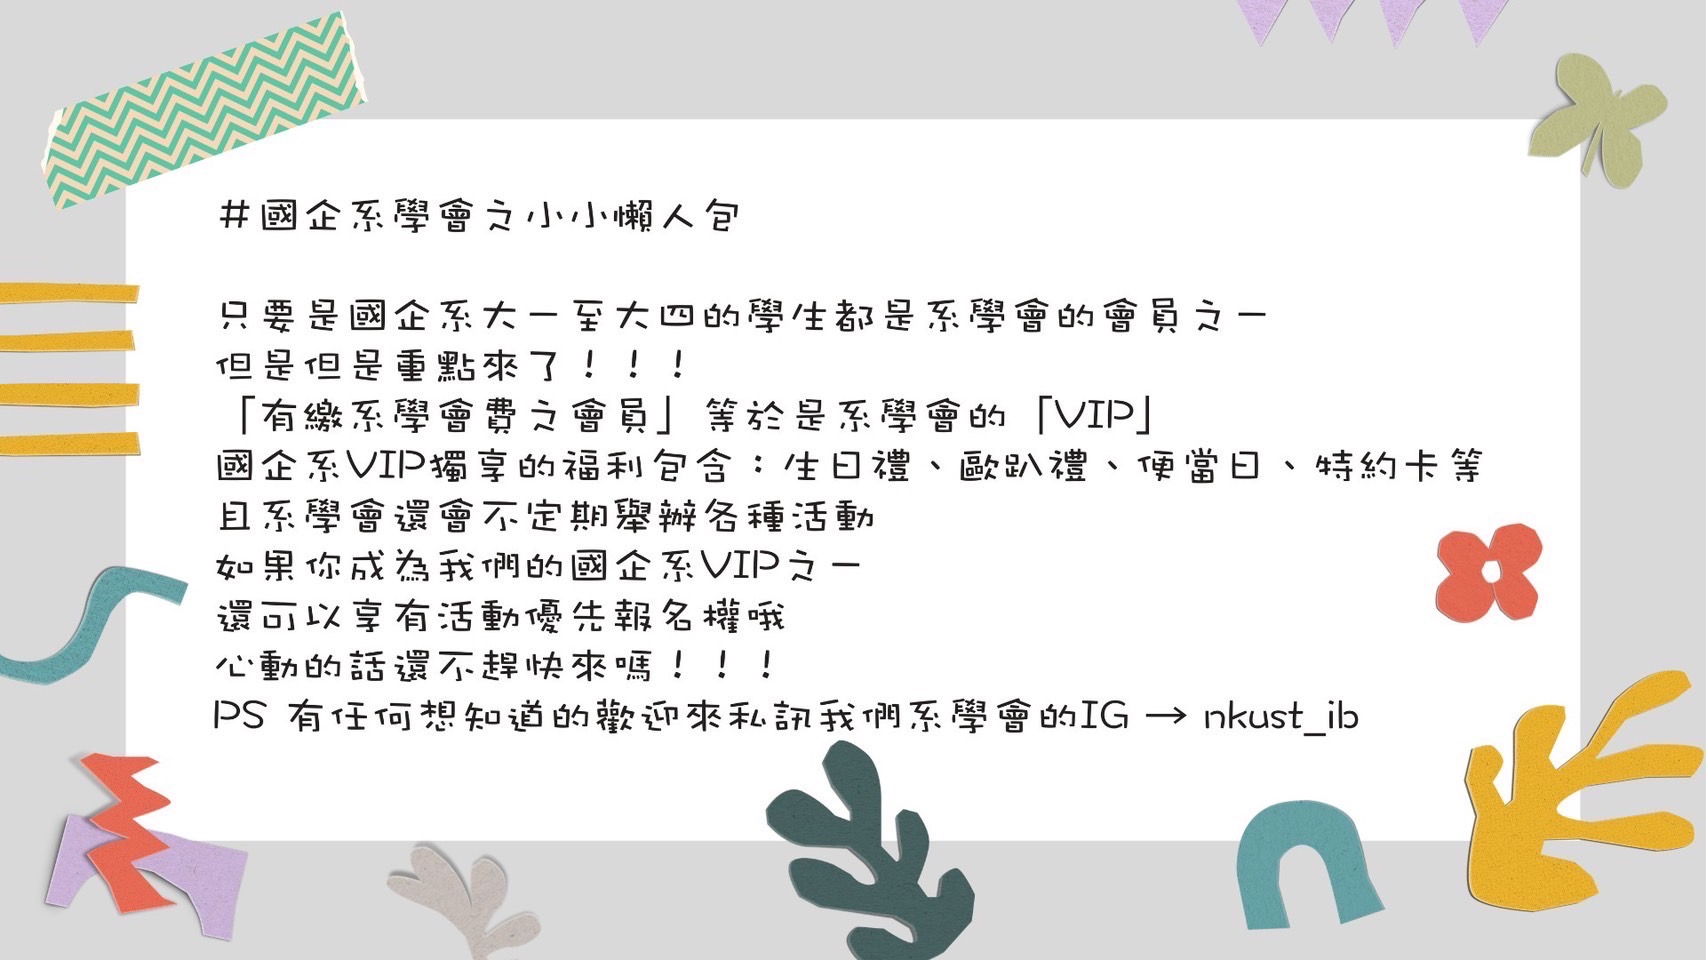 #國企系學會之小小懶人包
只要是國企系大一至大四的學生都是系學會的會員之一
但是但是重點來了！！！
「有繳系學會費之會員」等於是系學會的「VIP」
國企系VIP獨享的福利包含：生日禮、歐趴禮、便當日、特約卡等
且系學會還會不定期舉辦各種活動
如果你成為我們的國企系VIP之一
還可以享有活動優先報名權哦
心動的話還不趕快來嗎！！！
PS 有任何想知道的歡迎來私訊我們系學會的IG → nkust_ib